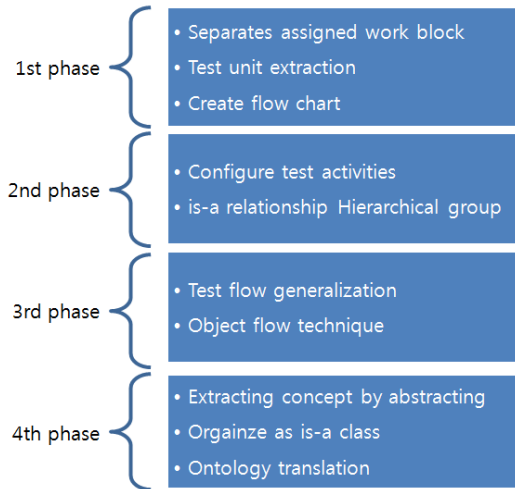 1st phase
• Separates assigned work block
• Test unit extraction
• Create flow chart
2nd phase
• Configure test activities
• is-a relationship Hierarchical group
3rd phase
• Test flow generalization
• Object flow technique
4th phase
• Extracting concept by abstracting
• Orgainze as is-a class
• Ontology translation